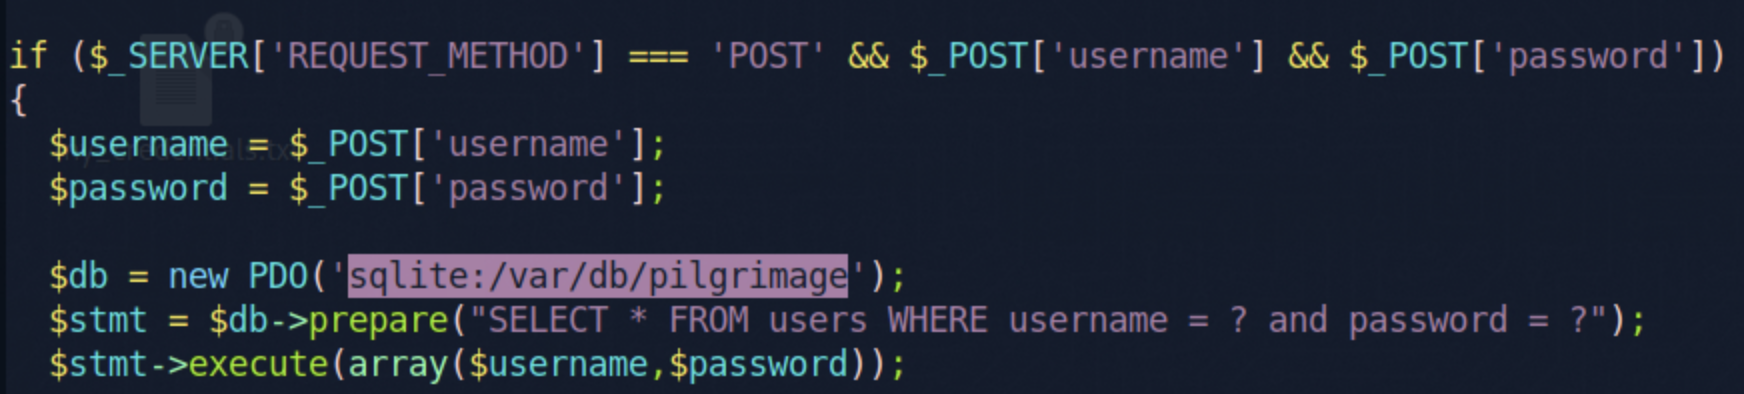 if ($_SERVER['REQUEST_METHOD'] === 'POST' && $_POST['username'] && $_POST['password'])
{
  $username = $_POST['username'];
  $password = $_POST['password'];

  $db = new PDO('sqlite:/var/db/pilgrimage');
  $stmt = $db->prepare("SELECT * FROM users WHERE username = ? and password = ?");
  $stmt->execute(array($username,$password));